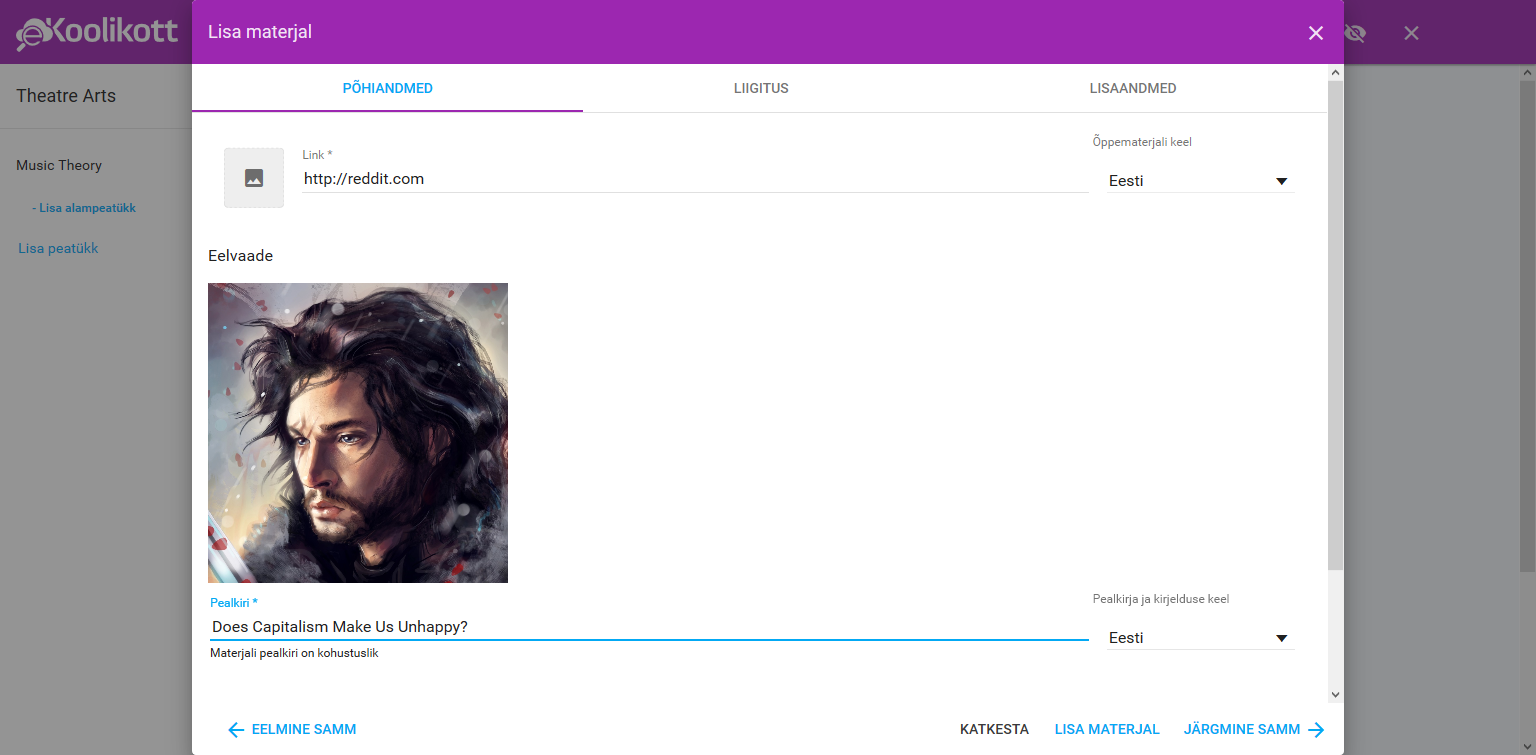 eKoolikott
Lisa materjal
Theatre Arts
Music Theory
- Lisa alampeatükk
Lisa peatükk
PÕHIANDMED
LIIGITUS
LISAANDMED
Link *
http://reddit.com
Õppematerjali keel
Eesti
Eelvaade
Pealkiri *
Does Capitalism Make Us Unhappy?
Materjali pealkiri on kohustuslik
Pealkirja ja kirjelduse keel
Eesti
EELMINE SAMM
KATKESTA
LISA MATERJAL
JÄRGMINE SAMM